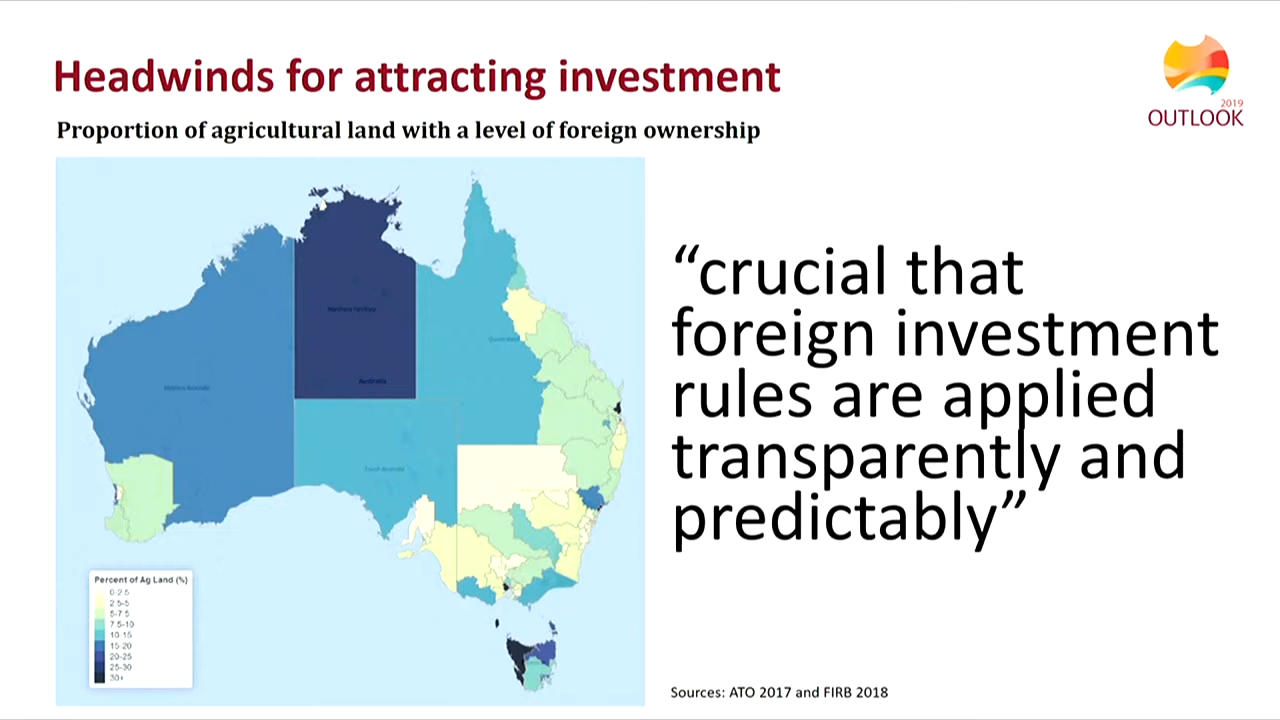 Headwinds for attracting investment
2019
OUTLOOK
Proportion of agricultural land with a level of foreign ownership
Northern Territory
Queensland
Australia
Western Australia
South Australia
“crucial that
foreign investment
rules are applied
transparently and
predictably”
Percent of Ag Land (%)
0-2.5
2.5-5
5-7.5
7.5-10
10-15
15-20
20-25
25-30
30+
Sources: ATO 2017 and FIRB 2018